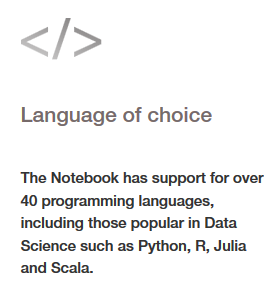 </>
Language of choice
The Notebook has support for over
40 programming languages,
including those popular in Data
Science such as Python, R, Julia
and Scala.